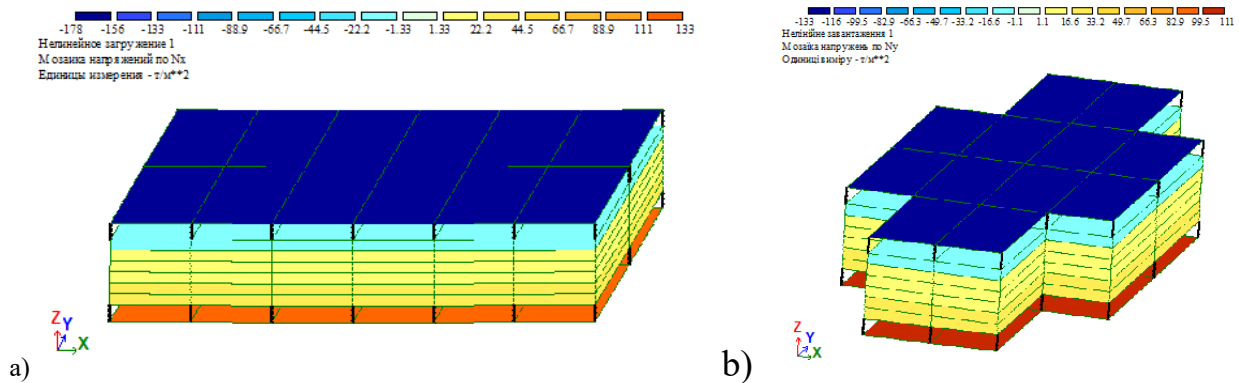 -178 -156 -133 -111 -88.9 -66.7 -44.5 -22.2 -1.33 1.33 22.2 44.5 66.7 88.9 111 133
Нелинейное загружение 1
Мозаика напряжений по Nx
Единицы измерения - т/м**2
Z
Y
X
a)
-133 -116 -99.5 -82.9 -66.3 -49.7 -33.2 -16.6 -1.1 1.1 16.6 33.2 49.7 66.3 82.9 99.5 111
Нелінійне завантаження 1
Мозаїка напружень по Ny
Одиниці виміру - т/м**2
Z
Y
X
b)